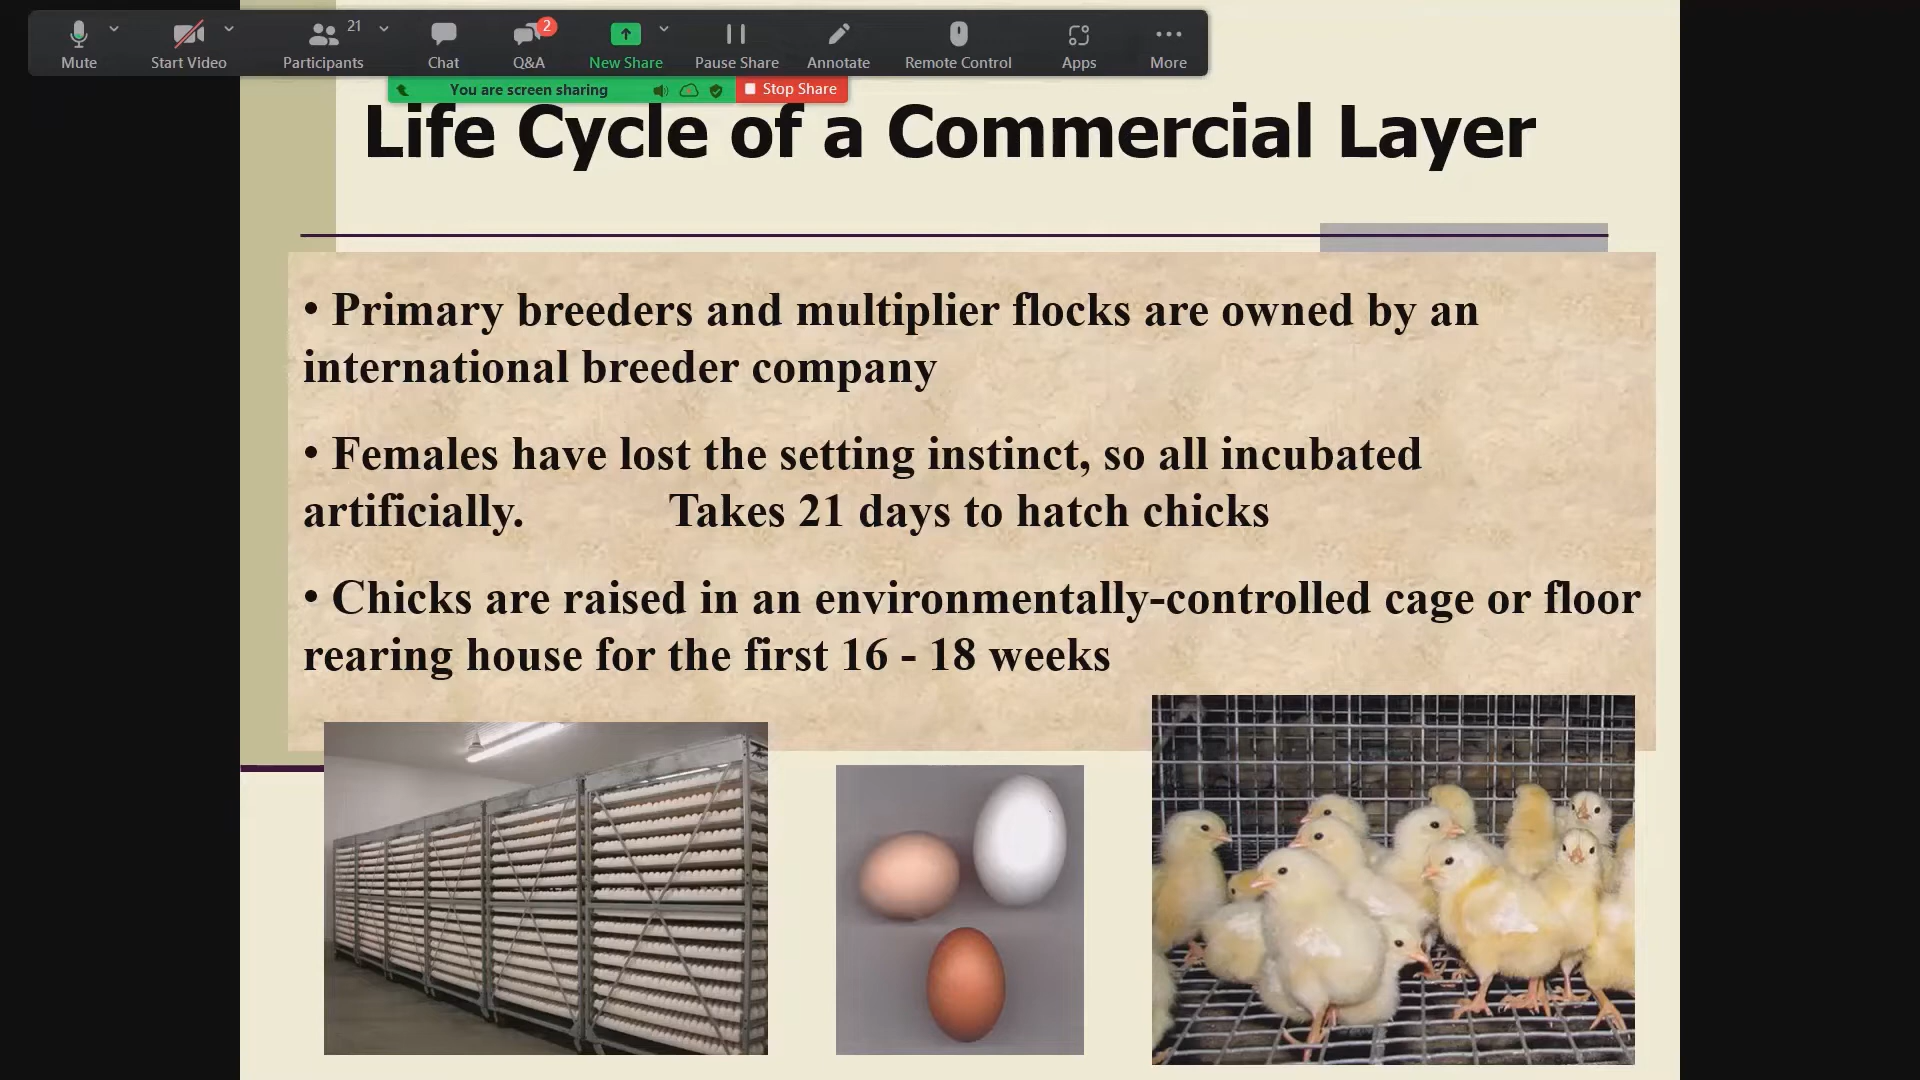 21
2
Mute
Start Video
Participants
Chat
Q&A
New Share
Pause Share
Annotate
Remote Control
Apps
More
You are screen sharing
Stop Share
Life Cycle of a Commercial Layer
• Primary breeders and multiplier flocks are owned by an
international breeder company
• Females have lost the setting instinct, so all incubated
artificially. Takes 21 days to hatch chicks
• Chicks are raised in an environmentally-controlled cage or floor
rearing house for the first 16 - 18 weeks